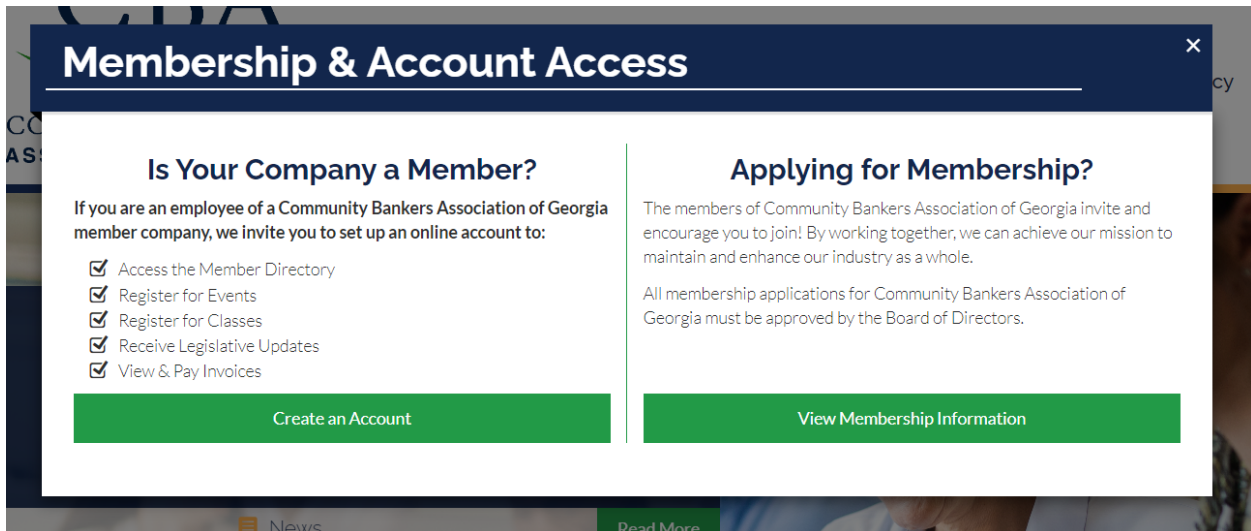 CBA
Membership & Account Access
×
cy
CO
ASS
Is Your Company a Member?
If you are an employee of a Community Bankers Association of Georgia
member company, we invite you to set up an online account to:
Access the Member Directory
Register for Events
Register for Classes
Receive Legislative Updates
View & Pay Invoices
Create an Account
Applying for Membership?
The members of Community Bankers Association of Georgia invite and
encourage you to join! By working together, we can achieve our mission to
maintain and enhance our industry as a whole.
All membership applications for Community Bankers Association of
Georgia must be approved by the Board of Directors.
View Membership Information
News
Read More